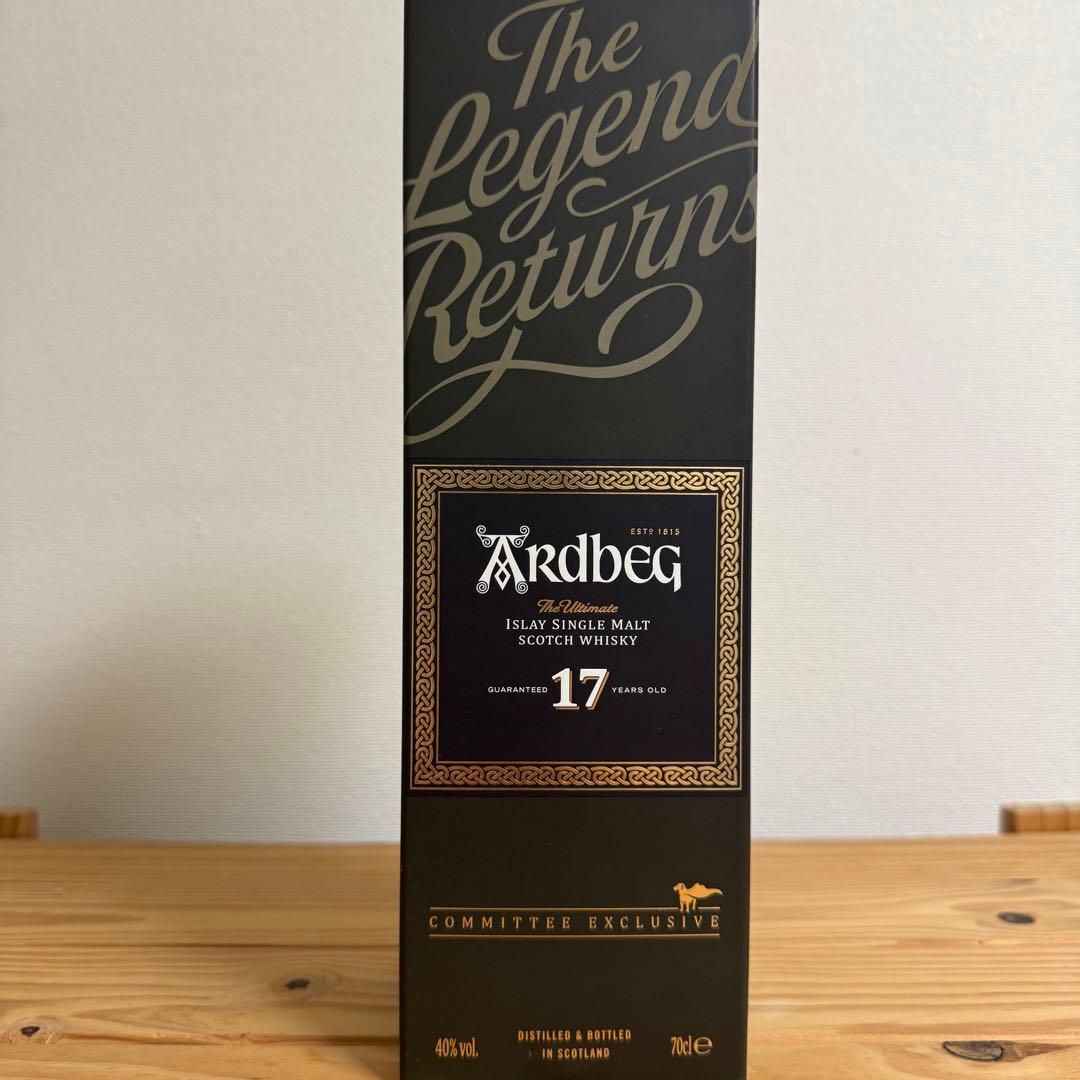 The
Legend
Returns
ESTD 1815
ARdbEG
The Ultimate
ISLAY SINGLE MALT
SCOTCH WHISKY
GUARANTEED 17 YEARS OLD
COMMITTEE EXCLUSIVE
40% vol.
DISTILLED & BOTTLED
IN SCOTLAND
70cl e